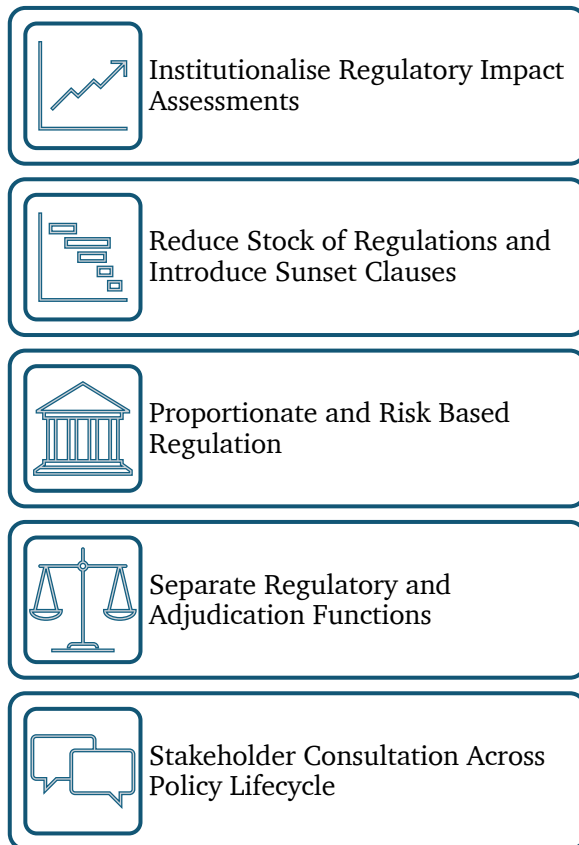 Institutionalise Regulatory Impact
Assessments
Reduce Stock of Regulations and
Introduce Sunset Clauses
Proportionate and Risk Based
Regulation
Separate Regulatory and
Adjudication Functions
Stakeholder Consultation Across
Policy Lifecycle